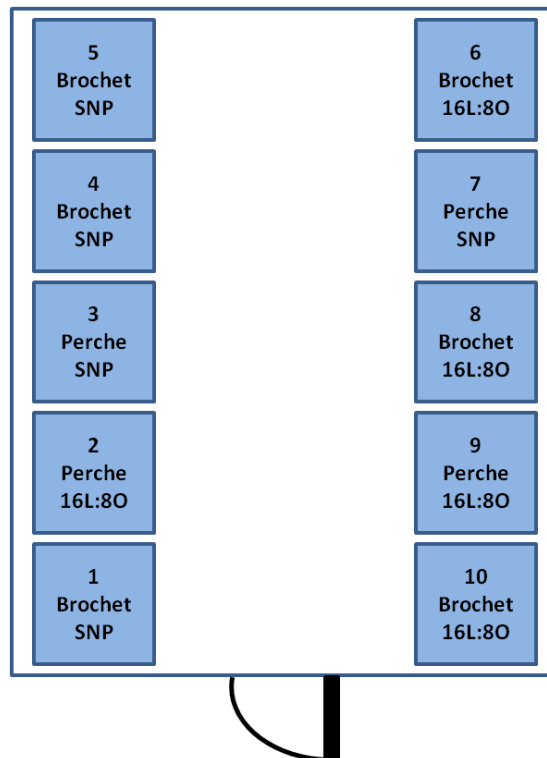 5
Brochet
SNP
4
Brochet
SNP
3
Perche
SNP
2
Perche
16L:8O
1
Brochet
SNP
6
Brochet
16L:8O
7
Perche
SNP
8
Brochet
16L:8O
9
Perche
16L:8O
10
Brochet
16L:8O